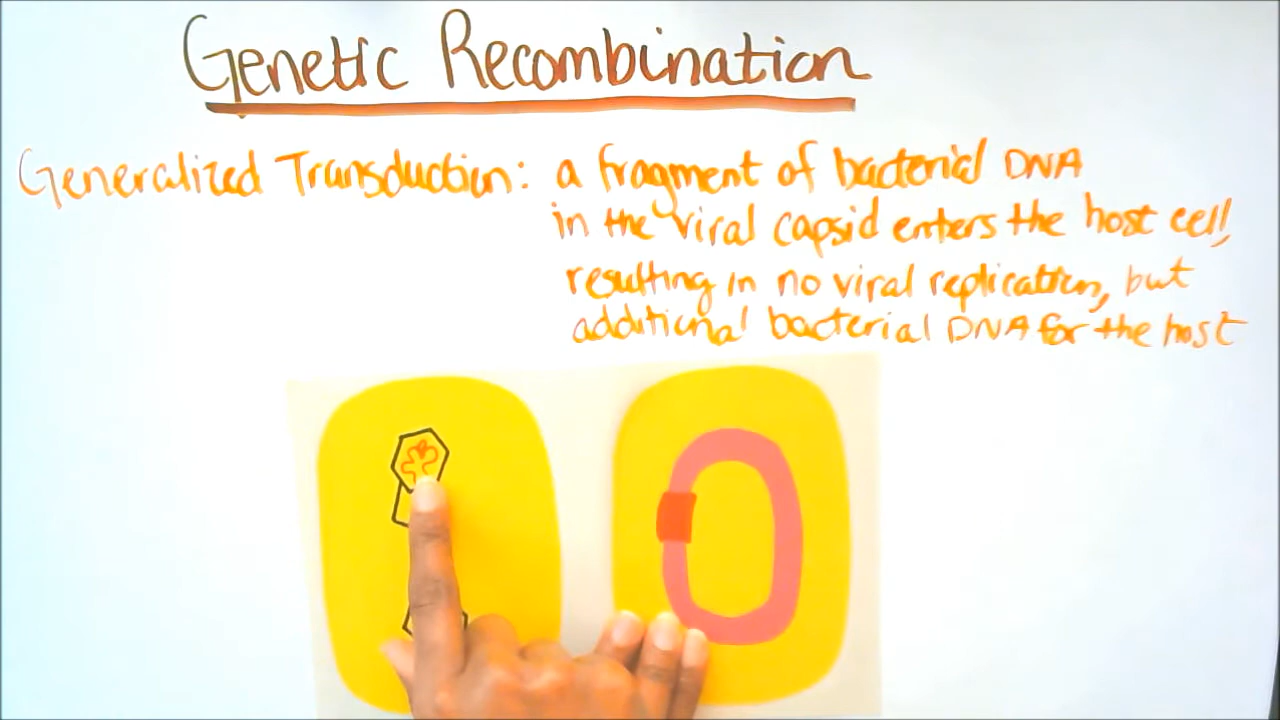 Genetic Recombination
Generalized Transduction: a fragment of bacterial DNA
in the viral capsid enters the host cell,
resulting in no viral replication, but
additional bacterial DNA for the host